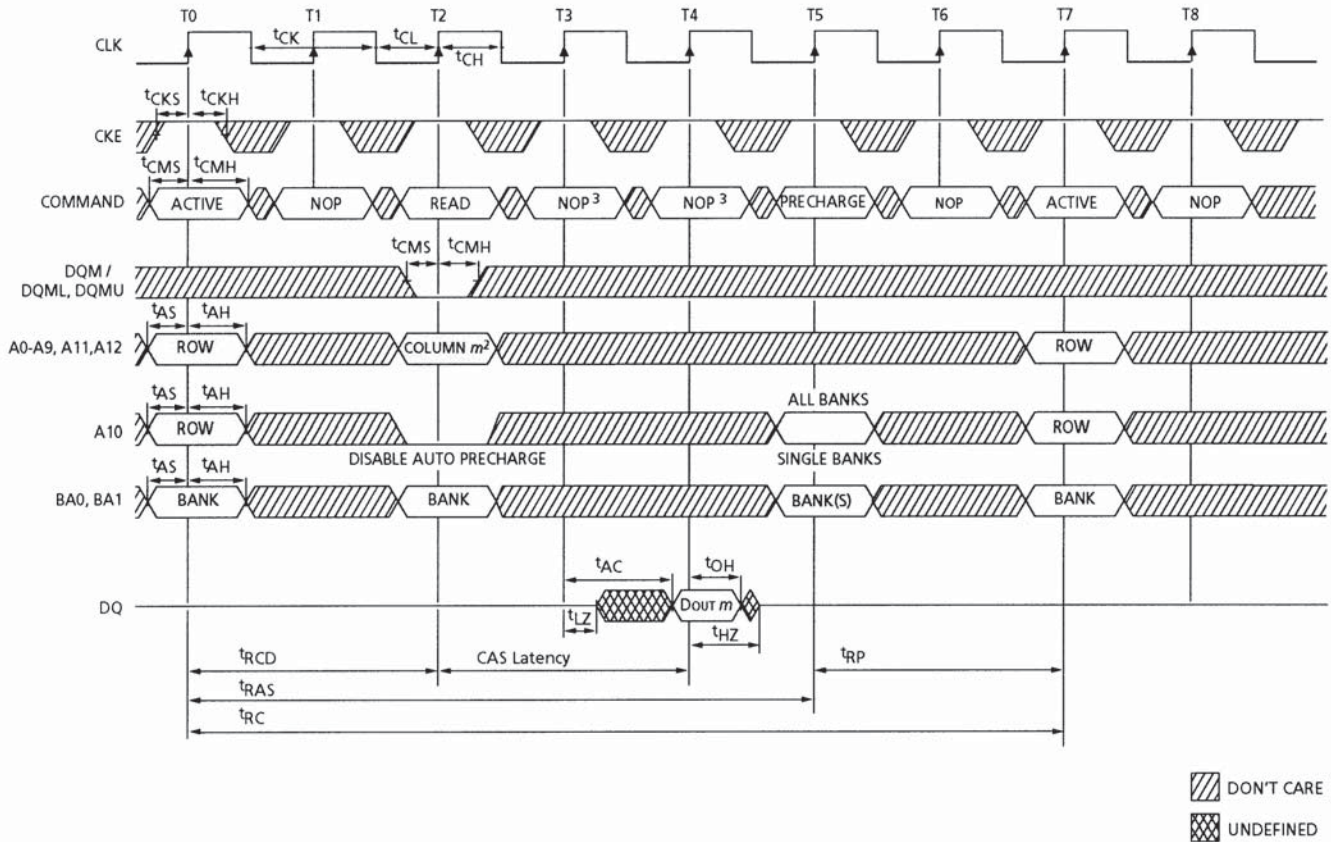 T0 T1 T2 T3 T4 T5 T6 T7 T8
CLK
tCK tCL tCH
tCKS tCKH
CKE
tCMS tCMH
COMMAND ACTIVE NOP READ NOP 3 NOP 3 PRECHARGE NOP ACTIVE NOP
tCMS tCMH
DQM /
DQML, DQMU
tAS tAH
A0-A9, A11,A12 ROW COLUMN m2 ROW
tAS tAH ALL BANKS
A10 ROW ROW
DISABLE AUTO PRECHARGE SINGLE BANKS
tAS tAH
BA0, BA1 BANK BANK BANK(S) BANK
tAC tOH
DQ DOUT m
tLZ tHZ
tRCD CAS Latency tRP
tRAS
tRC
DON'T CARE
UNDEFINED